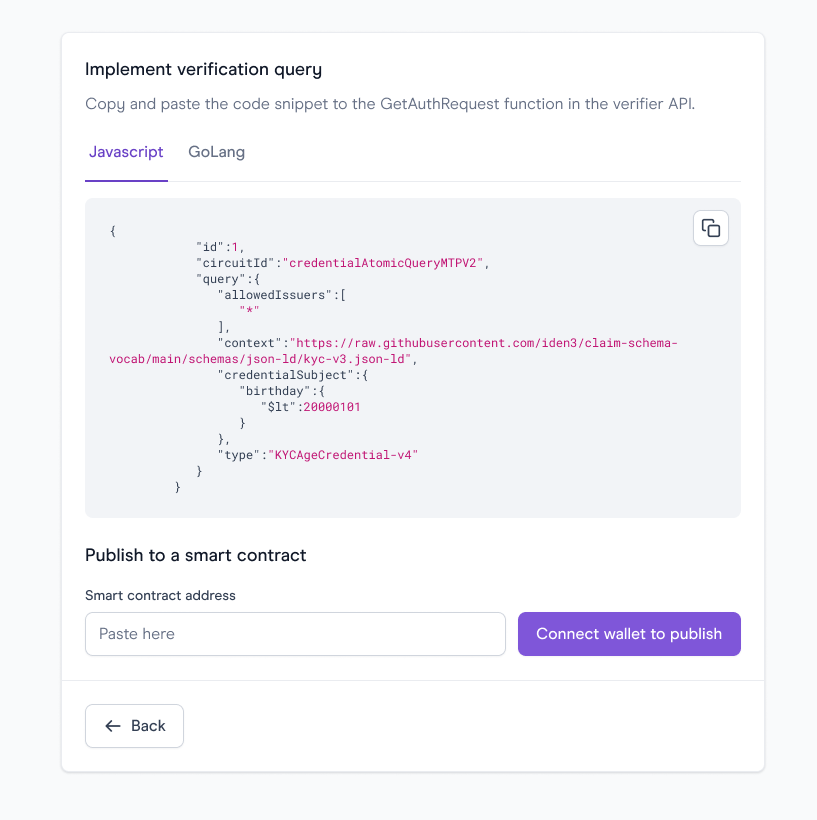 Implement verification query
Copy and paste the code snippet to the GetAuthRequest function in the verifier API.
Javascript GoLang
{
"id":1,
"circuitId":"credentialAtomicQueryMTPV2",
"query":{
"allowedIssuers":[
"*"
],
"context":"https://raw.githubusercontent.com/iden3/claim-schema-
vocab/main/schemas/json-ld/kyc-v3.json-ld",
"credentialSubject":{
"birthday":{
"$lt":20000101
}
},
"type":"KYCAgeCredential-v4"
}
}
Publish to a smart contract
Smart contract address
Paste here Connect wallet to publish
Back